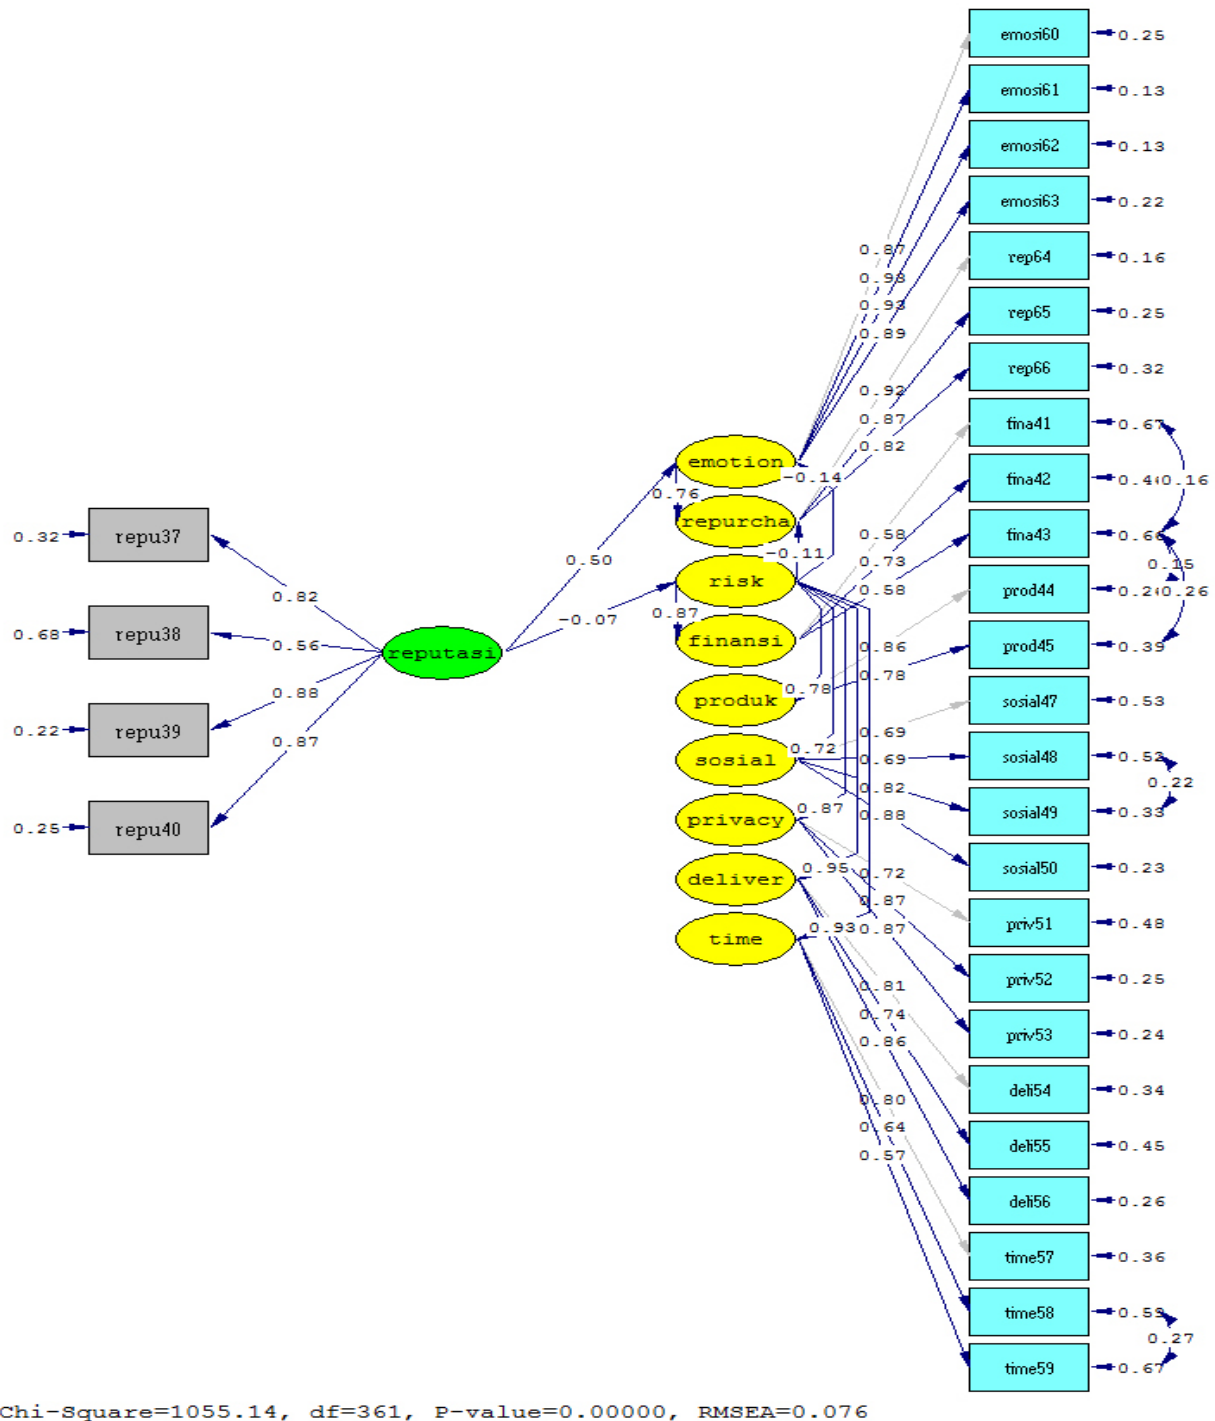 emosi60 0.25
emosi61 0.13
emosi62 0.13
emosi63 0.22
0.87
rep64 0.16
0.93
0.93 rep65 0.25
0.89
rep66 0.32
0.92
0.87 fina41 0.67
0.82
emotion -0.14 fina42 0.16
0.76
repurcha
0.32 repu37 0.58 fina43 0.66
-0.11
0.50 0.73 0.15
risk 0.58 prod44 0.26
0.82
-0.07 0.87
0.68 repu38 0.56 finansi 0.86 prod45 0.39
reputasi 0.78
0.88 produk 0.78 sosial47 0.53
0.22 repu39 0.69
0.87 0.72 sosial48 0.52
sosial 0.69
0.82 0.22
0.87 sosial49 0.33
0.25 repu40 privacy 0.88
deliver 0.95 0.72 sosial50 0.23
0.87
time 0.93 0.87 priv51 0.48
priv52 0.25
0.81
0.74 priv53 0.24
0.86
deli54 0.34
0.80
0.64 deli55 0.45
0.57
deli56 0.26
time57 0.36
time58 0.59
0.27
time59 0.67
Chi-Square=1055.14, df=361, P-value=0.00000, RMSEA=0.076